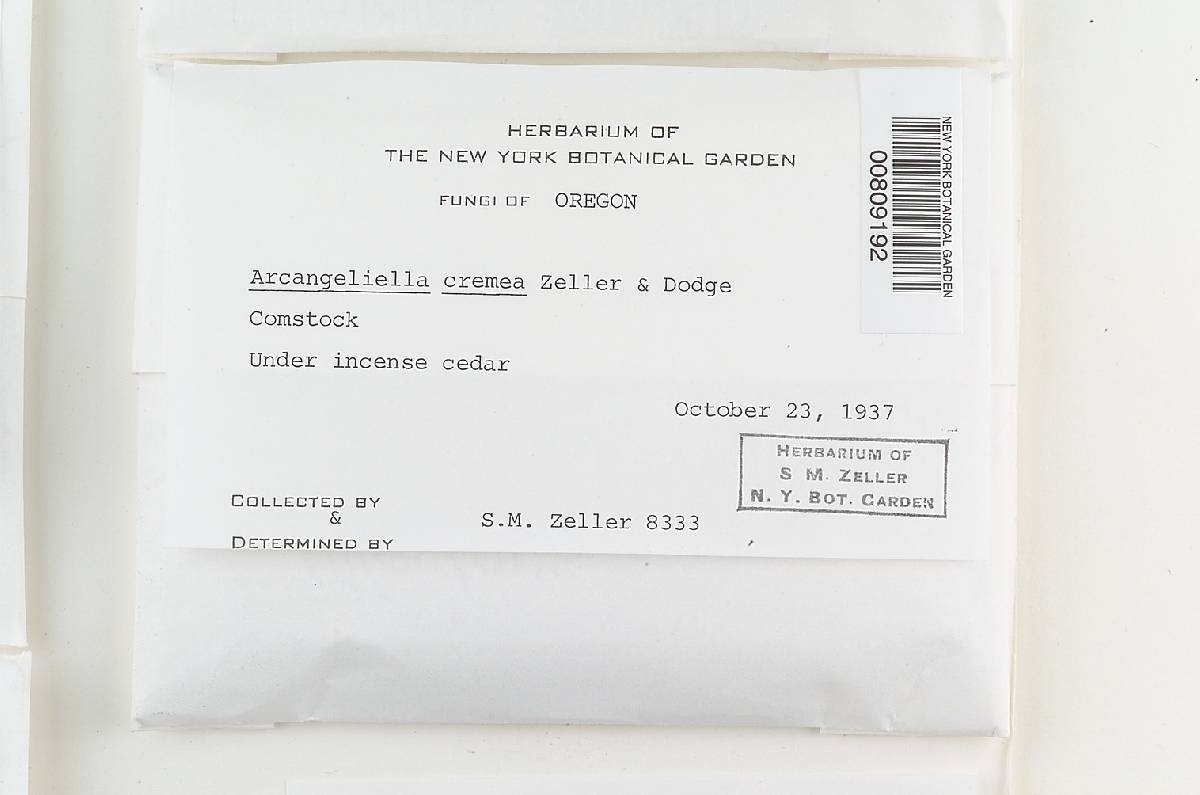 HERBARIUM OF
THE NEW YORK BOTANICAL GARDEN
FUNGI OF OREGON
Arcangeliella cremea Zeller & Dodge
Comstock
Under incense cedar
October 23, 1937
HERBARIUM OF
S M. ZELLER
N. Y. BOT. GARDEN
COLLECTED BY
&
DETERMINED BY
S.M. Zeller 8333
NEW YORK BOTANICAL GARDEN
00809192